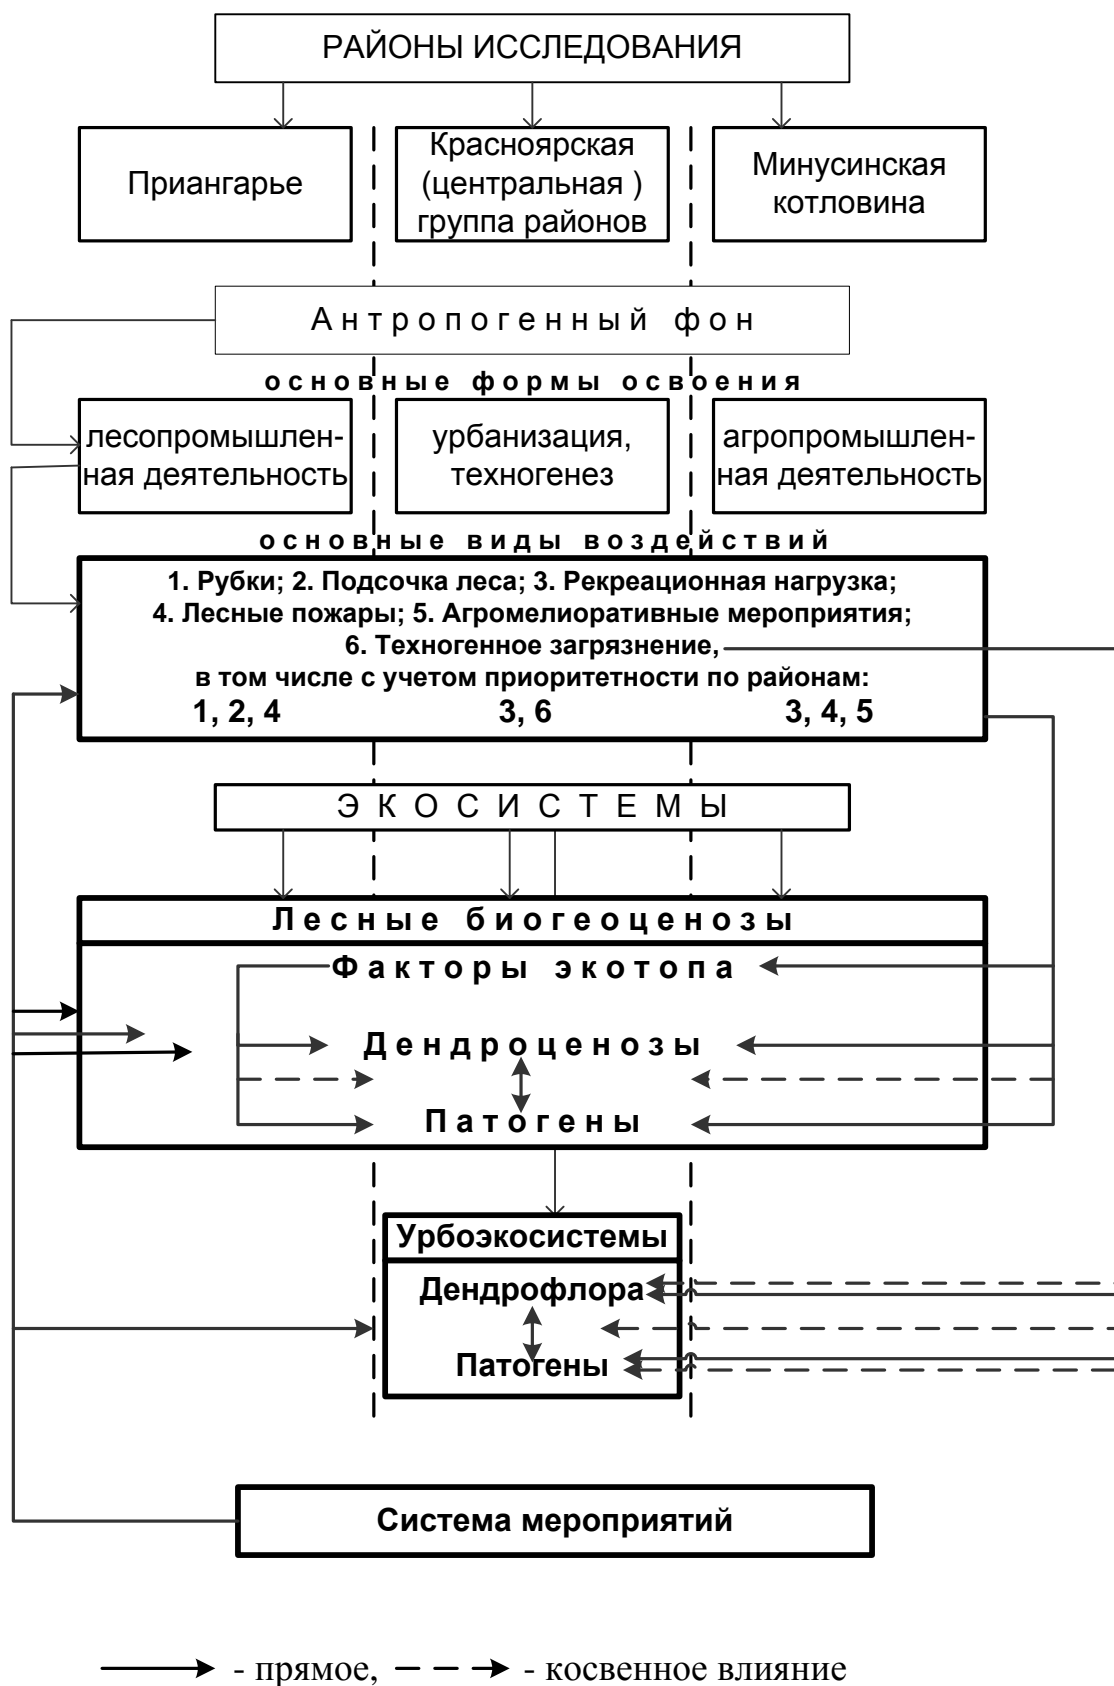 РАЙОНЫ ИССЛЕДОВАНИЯ
Приангарье
Красноярская
(центральная )
группа районов
Минусинская
котловина
Антропогенный фон
основные формы освоения
лесопромышлен-
ная деятельность
урбанизация,
техногенез
агропромышлен-
ная деятельность
основные виды воздействий
1. Рубки; 2. Подсочка леса; 3. Рекреационная нагрузка;
4. Лесные пожары; 5. Агромелиоративные мероприятия;
6. Техногенное загрязнение,
в том числе с учетом приоритетности по районам:
1, 2, 4 3, 6 3, 4, 5
ЭКОСИСТЕМЫ
Лесные биогеоценозы
Факторы экотопа
Дендроценозы
Патогены
Урбоэкосистемы
Дендрофлора
Патогены
Система мероприятий
- прямое, - косвенное влияние